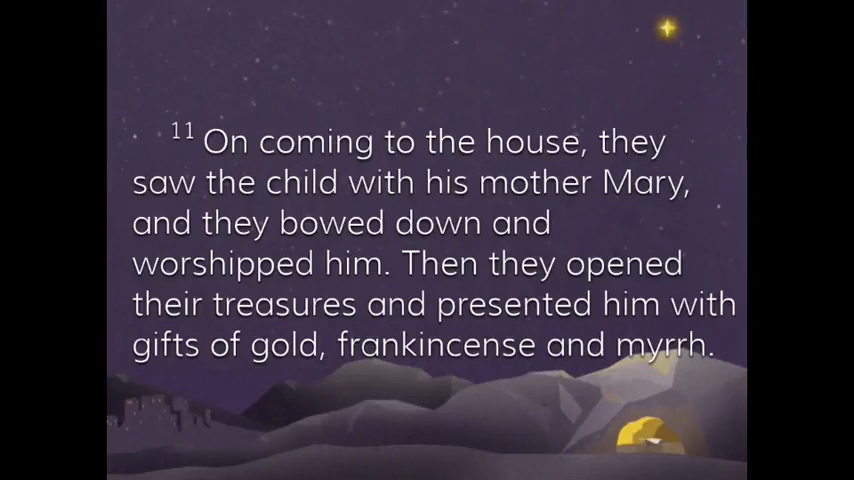 11 On coming to the house, they
saw the child with his mother Mary,
and they bowed down and
worshipped him. Then they opened
their treasures and presented him with
gifts of gold, frankincense and myrrh.